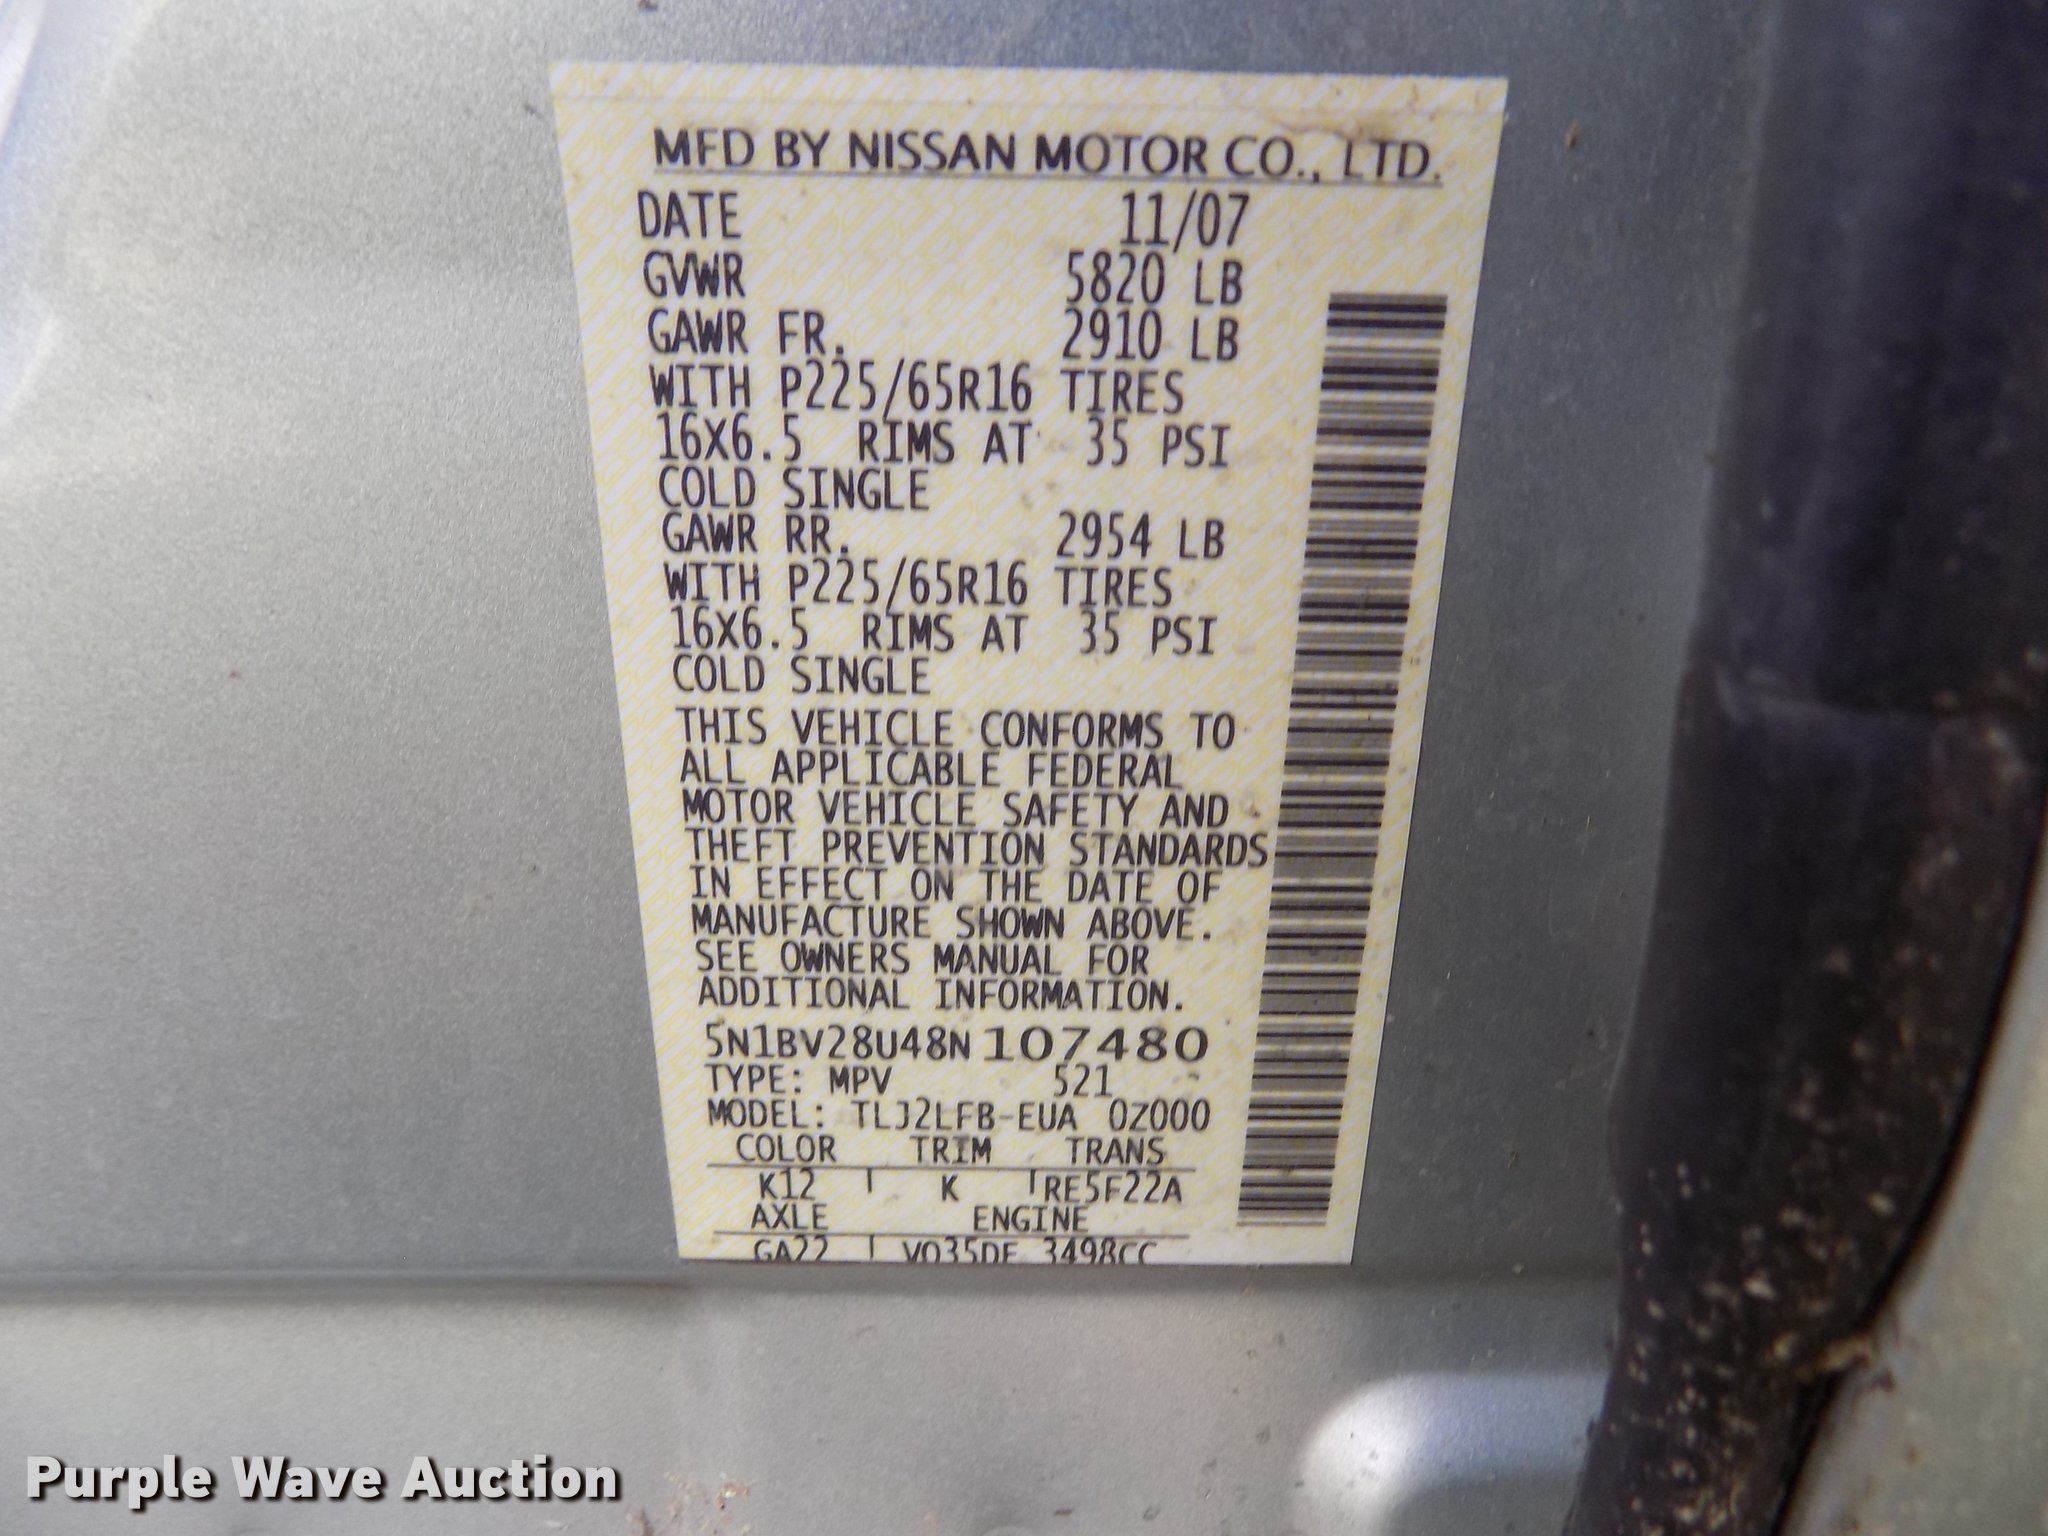 MFD BY NISSAN MOTOR CO., LTD.
DATE 11/07
GVWR 5820 LB
GAWR FR. 2910 LB
WITH P225/65R16 TIRES
16X6.5 RIMS AT 35 PSI
COLD SINGLE
GAWR RR. 2954 LB
WITH P225/65R16 TIRES
16X6.5 RIMS AT 35 PSI
COLD SINGLE
THIS VEHICLE CONFORMS TO
ALL APPLICABLE FEDERAL
MOTOR VEHICLE SAFETY AND
THEFT PREVENTION STANDARDS
IN EFFECT ON THE DATE OF
MANUFACTURE SHOWN ABOVE.
SEE OWNERS MANUAL FOR
ADDITIONAL INFORMATION.
5N1BV28U48N107480
TYPE: MPV 521
MODEL: TLJ2LFB-EUA 0Z000
COLOR TRIM TRANS
K12 K RE5F22A
AXLE ENGINE
GA22 VQ35DE 3498CC
Purple Wave Auction